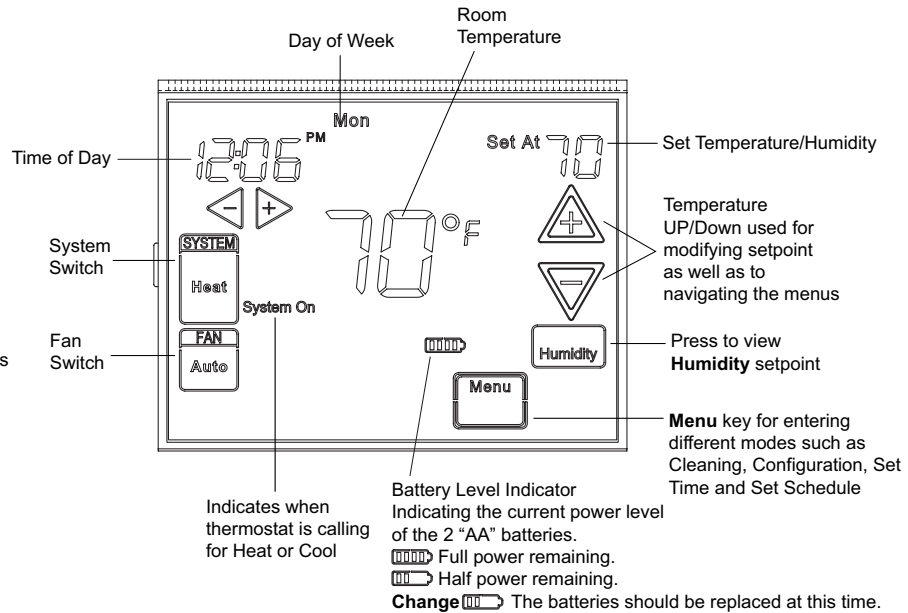 Room
Temperature
Day of Week
Mon
12:06 PM
Set At 70
Set Temperature/Humidity
Time of Day
- +
70 °F
+
Temperature
UP/Down used for
modifying setpoint
as well as to
navigating the menus
-
System
Switch
SYSTEM
Heat
System On
Fan
Switch
s
FAN
Auto
Humidity
Press to view
Humidity setpoint
Menu
Menu key for entering
different modes such as
Cleaning, Configuration, Set
Time and Set Schedule
Indicates when
thermostat is calling
for Heat or Cool
Battery Level Indicator
Indicating the current power level
of the 2 “AA” batteries.
Full power remaining.
Half power remaining.
Change The batteries should be replaced at this time.